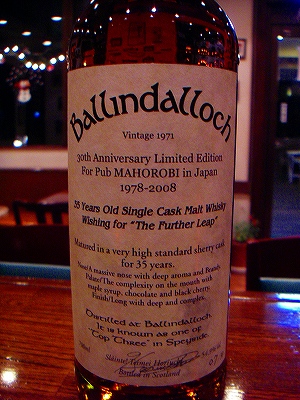 Ballindalloch
Vintage 1971
30th Anniversary Limited Edition
For Pub MAHOROBI in Japan
1978-2008
35 Years Old Single Cask Malt Whisky
Wishing for "The Further Leap"
Matured in a very high standard sherry cask
for 35 years.
Nose/A massive nose with deep aroma and Brandy.
Palate/The complexity on the mouth with
maple syrup, chocolate and black cherry.
Finish/Long with deep and complex.
Distilled at Ballindalloch.
It is known as one of
"Top Three" in Speyside.
700ml
Bottled in Scotland